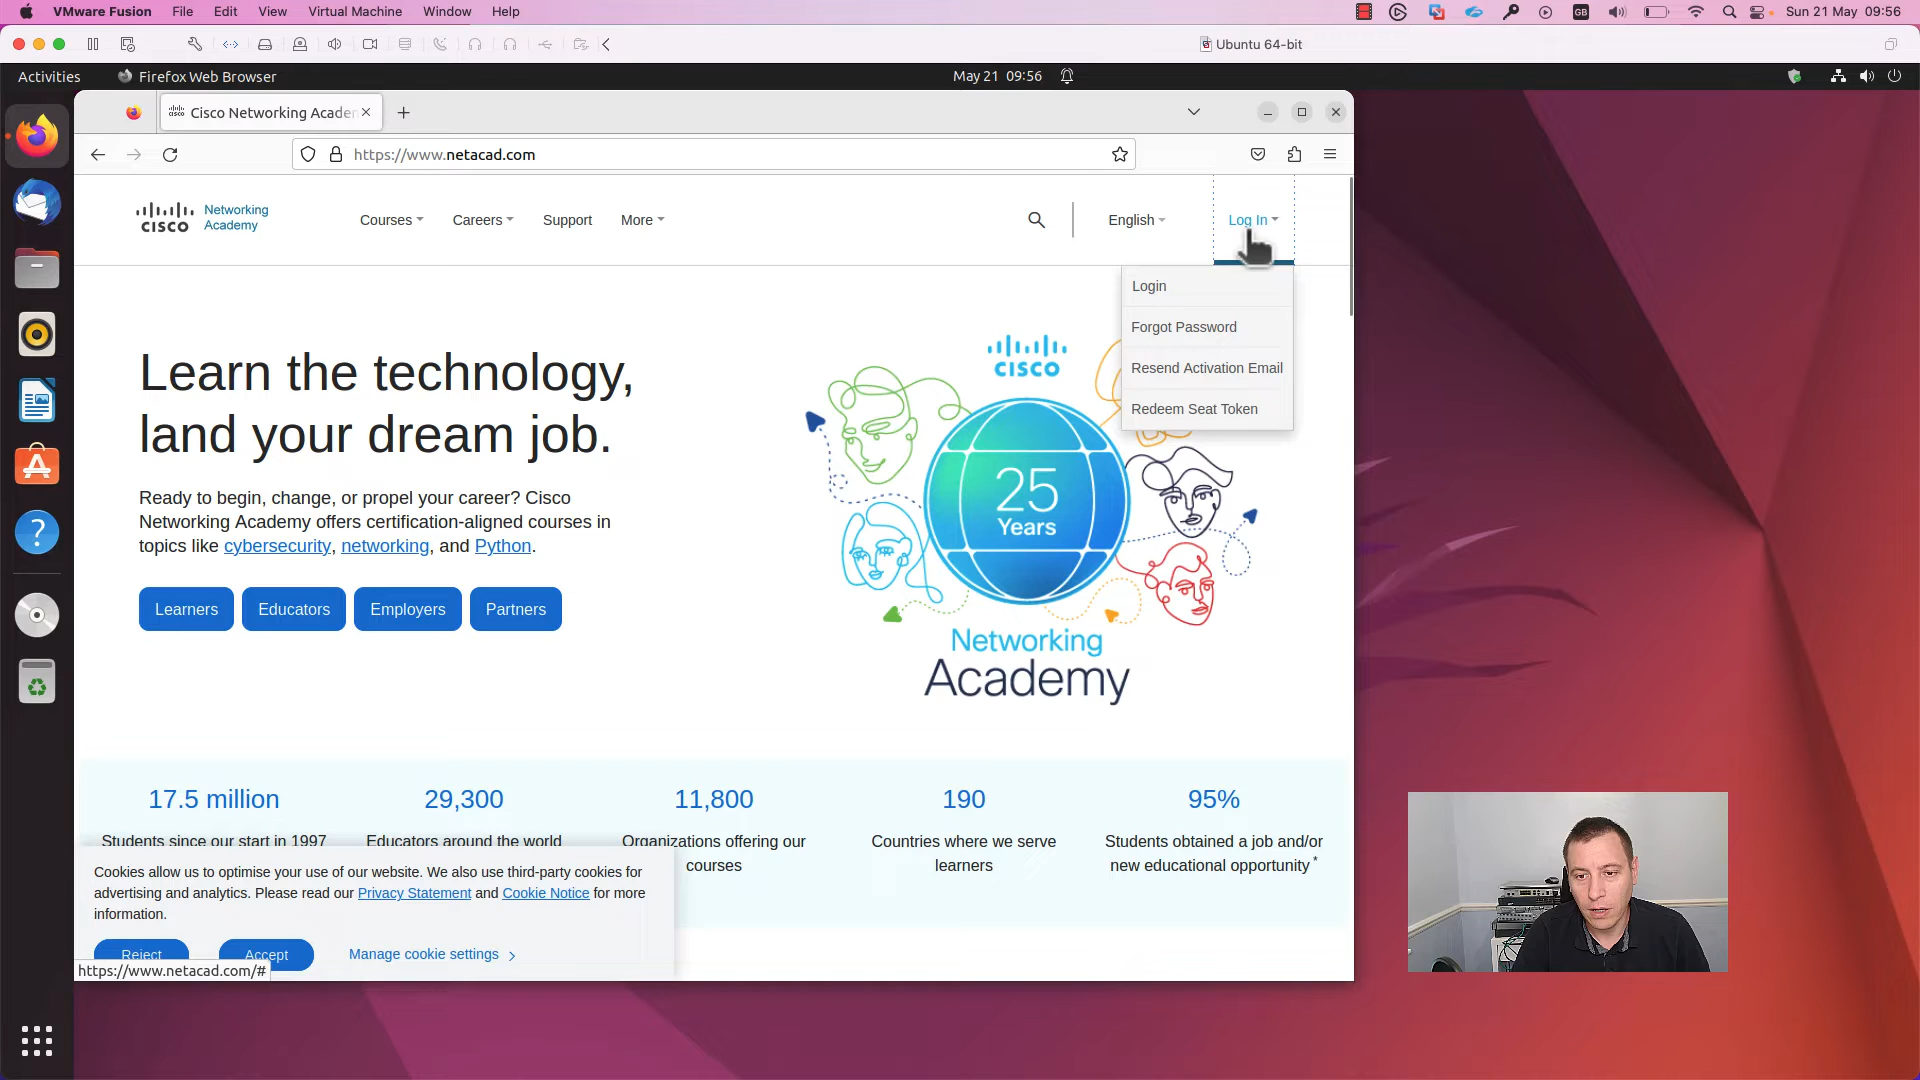 VMware Fusion File Edit View Virtual Machine Window Help
GB Sun 21 May 09:56
Ubuntu 64-bit
Activities Firefox Web Browser May 21 09:56
Cisco Networking Acader
https://www.netacad.com
CISCO Networking Academy
Courses Careers Support More English Log In
Login
Forgot Password
Resend Activation Email
Redeem Seat Token
Learn the technology,
land your dream job.
Ready to begin, change, or propel your career? Cisco
Networking Academy offers certification-aligned courses in
topics like cybersecurity, networking, and Python.
Learners Educators Employers Partners
CISCO
25
Years
Networking
Academy
17.5 million 29,300 11,800 190 95%
Students since our start in 1997 Educators around the world Organizations offering our Countries where we serve Students obtained a job and/or
courses learners new educational opportunity *
Cookies allow us to optimise your use of our website. We also use third-party cookies for
advertising and analytics. Please read our Privacy Statement and Cookie Notice for more
information.
Reject Accept Manage cookie settings
https://www.netacad.com/#